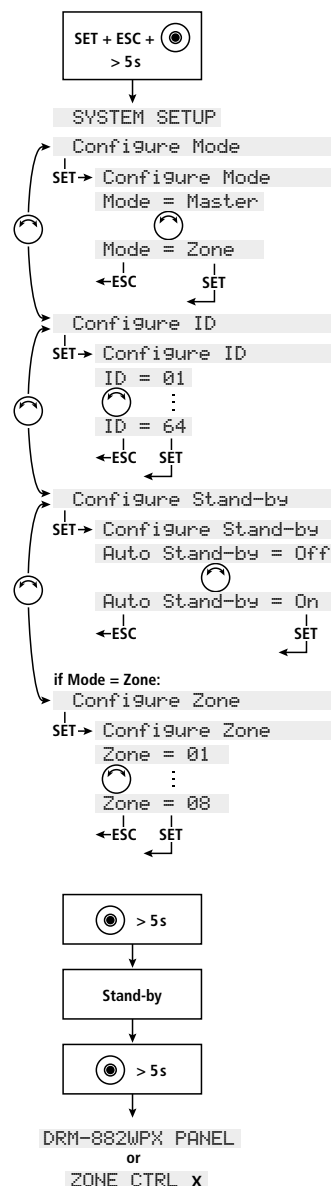 SET + ESC +
> 5 s
SYSTEM SETUP
Configure Mode
SET Configure Mode
Mode = Master
Mode = Zone
ESC SET
Configure ID
SET Configure ID
ID = 01
ID = 64
ESC SET
Configure Stand-by
SET Configure Stand-by
Auto Stand-by = Off
Auto Stand-by = On
ESC SET
if Mode = Zone:
Configure Zone
SET Configure Zone
Zone = 01
Zone = 08
ESC SET
> 5 s
Stand-by
> 5 s
DRM-882WPX PANEL
or
ZONE CTRL X